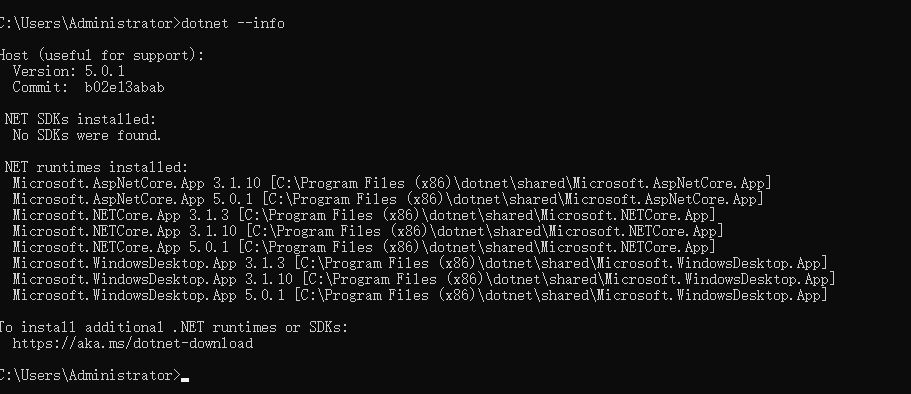 C:\Users\Administrator>dotnet --info
Host (useful for support):
Version: 5.0.1
Commit: b02e13abab
NET SDKs installed:
No SDKs were found.
NET runtimes installed:
Microsoft.AspNetCore.App 3.1.10 [C:\Program Files (x86)\dotnet\shared\Microsoft.AspNetCore.App]
Microsoft.AspNetCore.App 5.0.1 [C:\Program Files (x86)\dotnet\shared\Microsoft.AspNetCore.App]
Microsoft.NETCore.App 3.1.3 [C:\Program Files (x86)\dotnet\shared\Microsoft.NETCore.App]
Microsoft.NETCore.App 3.1.10 [C:\Program Files (x86)\dotnet\shared\Microsoft.NETCore.App]
Microsoft.NETCore.App 5.0.1 [C:\Program Files (x86)\dotnet\shared\Microsoft.NETCore.App]
Microsoft.WindowsDesktop.App 3.1.3 [C:\Program Files (x86)\dotnet\shared\Microsoft.WindowsDesktop.App]
Microsoft.WindowsDesktop.App 3.1.10 [C:\Program Files (x86)\dotnet\shared\Microsoft.WindowsDesktop.App]
Microsoft.WindowsDesktop.App 5.0.1 [C:\Program Files (x86)\dotnet\shared\Microsoft.WindowsDesktop.App]
To install additional .NET runtimes or SDKs:
https://aka.ms/dotnet-download
C:\Users\Administrator>